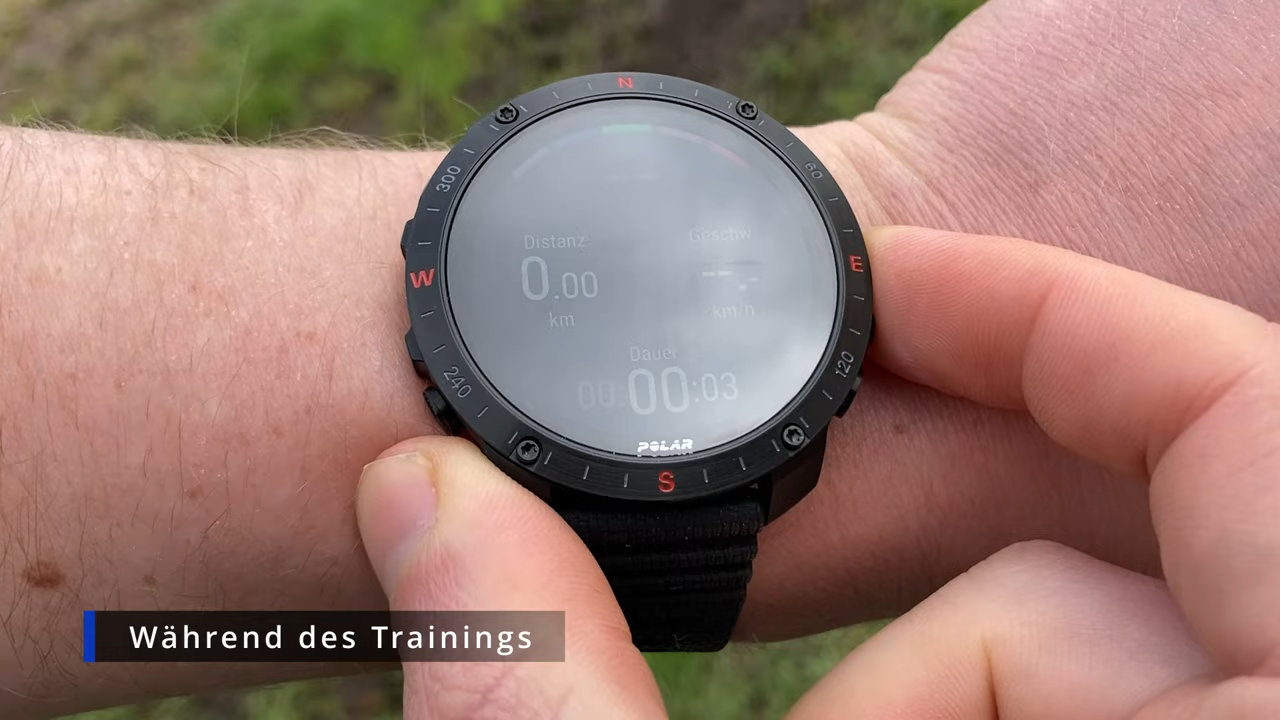 N
300
60
W
E
240
120
S
Distanz
0.00
km
Geschw.
--.-
km/h
Dauer
00:00:03
POLAR
Während des Trainings